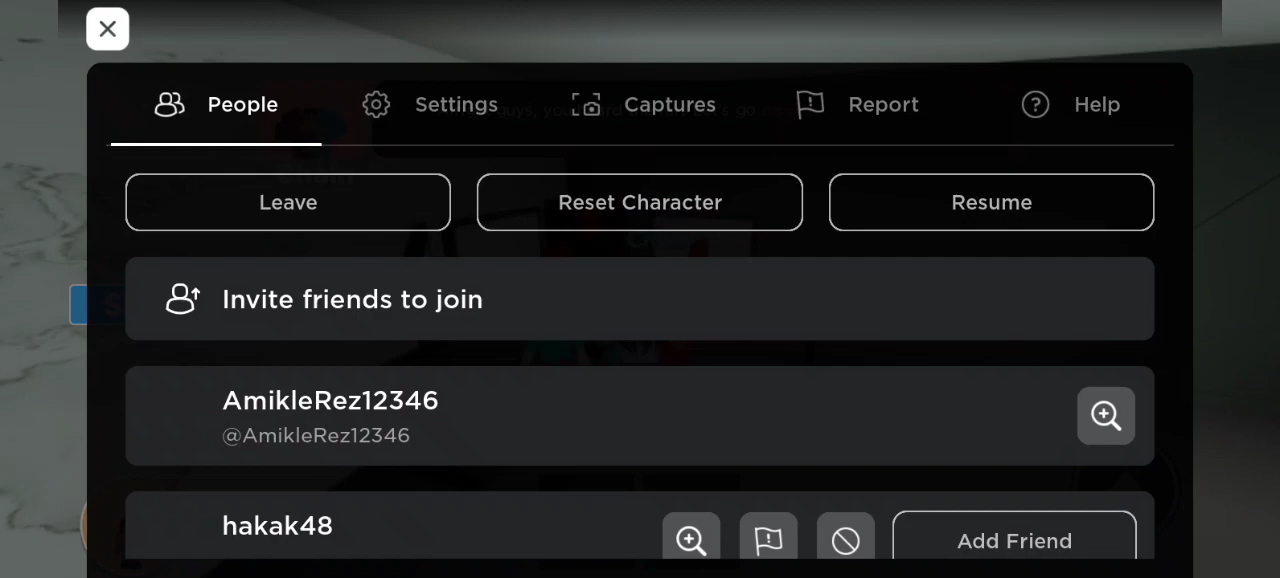 People
Settings
Captures
Report
Help
Leave
Reset Character
Resume
Invite friends to join
AmikleRez12346
@AmikleRez12346
hakak48
Add Friend